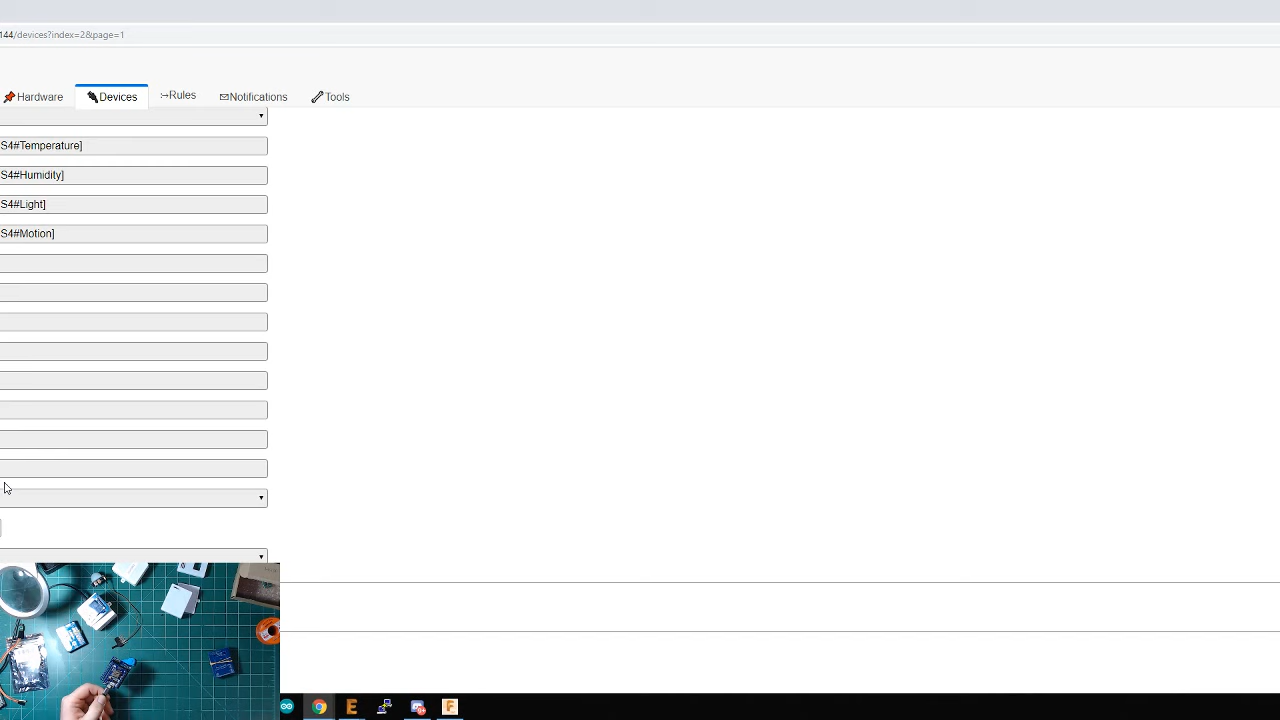 144/devices?index=2&page=1
Hardware
Devices
Rules
Notifications
Tools
S4#Temperature]
S4#Humidity]
S4#Light]
S4#Motion]